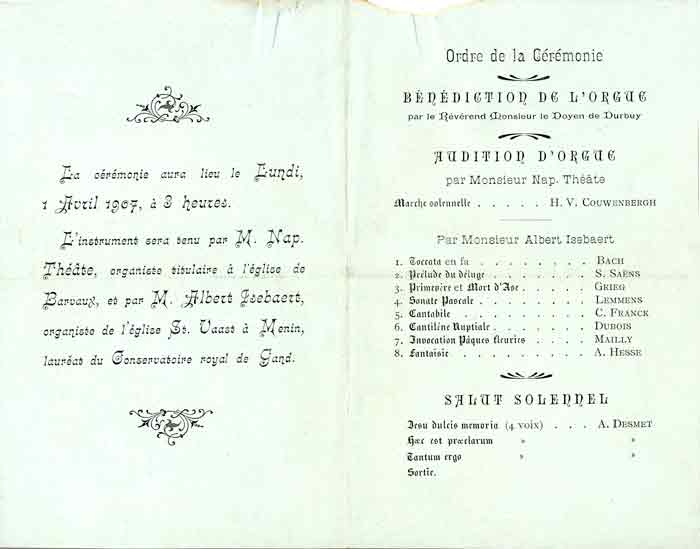 La cérémonie aura lieu le Lundi,
1 Avril 1907, à 3 heures.
L'instrument sera tenu par M. Nap.
Théâte, organiste titulaire à l'église de
Barvaux, et par M. Albert Isebaert,
organiste de l'église St. Vaast à Menin,
lauréat du Conservatoire royal de Gand.
Ordre de la Cérémonie
BÉNÉDICTION DE L'ORGUE
par le Révérend Monsieur le Doyen de Durbuy
AUDITION D'ORGUE
par Monsieur Nap. Théâte
Marche solennelle . . . . . H. V. COUWENBERGH
Par Monsieur Albert Isebaert
1. Toccata en fa . . . . . . . . BACH
2. Prélude du déluge . . . . . . . S. SAËNS
3. Primevère et Mort d'Ase . . . . . GRIEG
4. Sonate Pascale . . . . . . . . LEMMENS
5. Cantabile . . . . . . . . . C. FRANCK
6. Cantilène Nuptiale . . . . . . . DUBOIS
7. Invocation Pâques fleuries . . . . MAILLY
8. Fantaisie . . . . . . . . . A. HESSE
SALUT SOLENNEL
Jesu dulcis memoria (4 voix) . . . A. DESMET
Hæc est præclarum » »
Tantum ergo » »
Sortie.